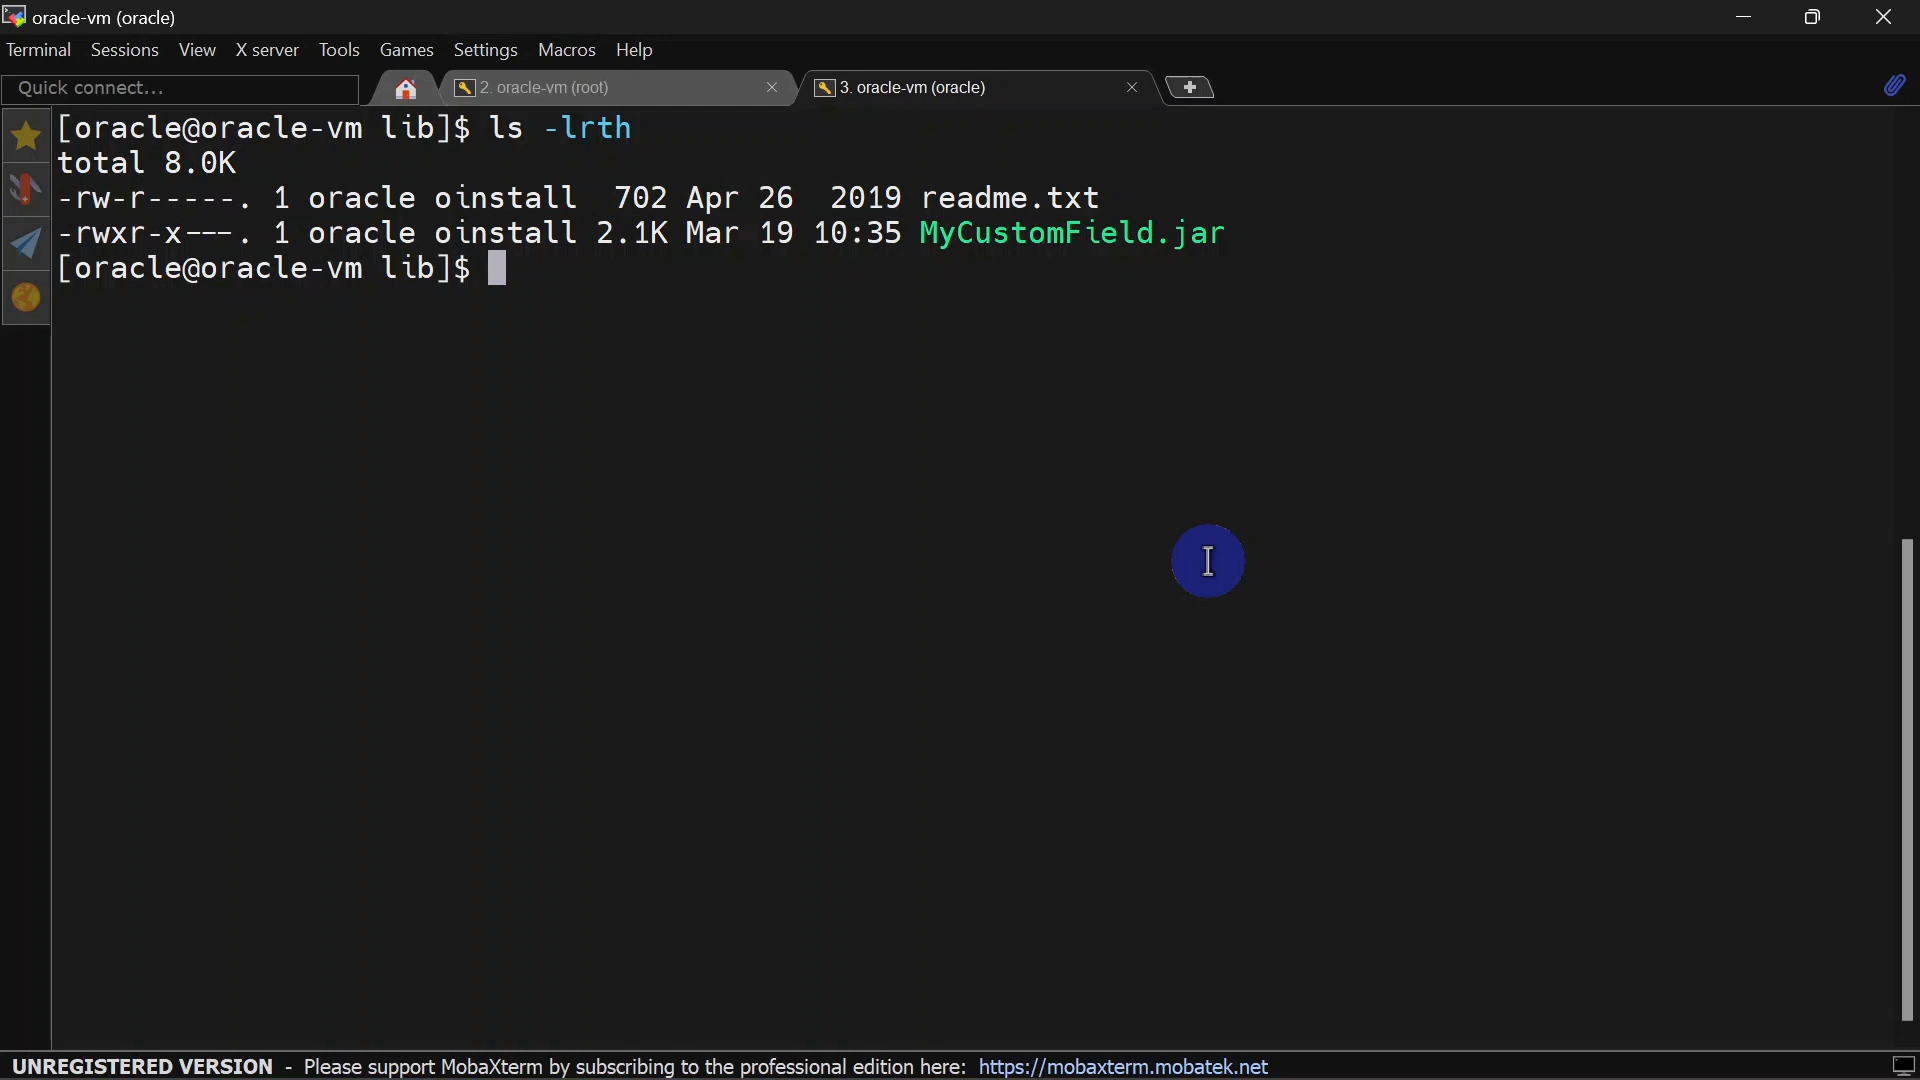 oracle-vm (oracle)
Terminal Sessions View X server Tools Games Settings Macros Help
Quick connect...
2. oracle-vm (root)
3. oracle-vm (oracle)
[oracle@oracle-vm lib]$ ls -lrth
total 8.0K
-rw-r-----. 1 oracle oinstall  702 Apr 26  2019 readme.txt
-rwxr-x---. 1 oracle oinstall 2.1K Mar 19 10:35 MyCustomField.jar
[oracle@oracle-vm lib]$
UNREGISTERED VERSION - Please support MobaXterm by subscribing to the professional edition here: https://mobaxterm.mobatek.net